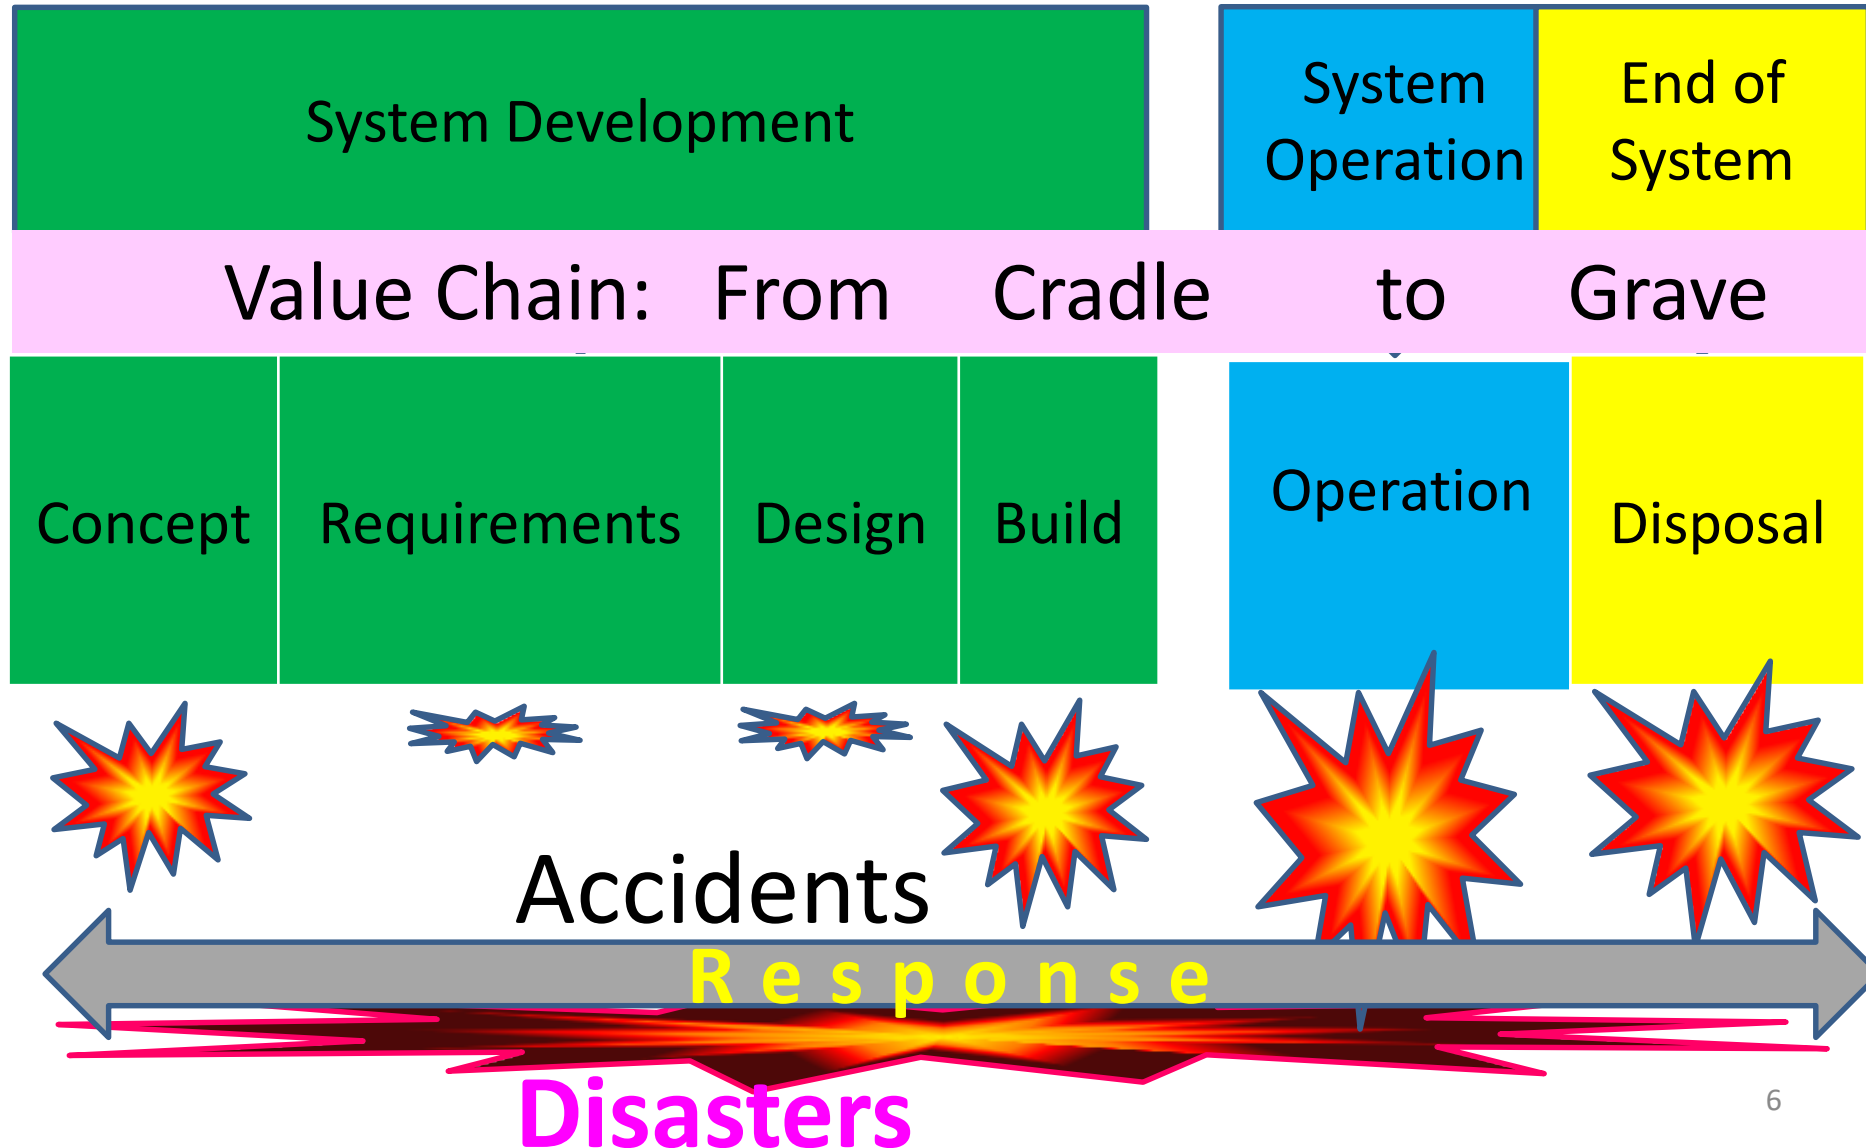 System Development
System
Operation
End of
System
Value Chain: From Cradle to Grave
Concept
Requirements
Design
Build
Operation
Disposal
Accidents
Response
Disasters
6